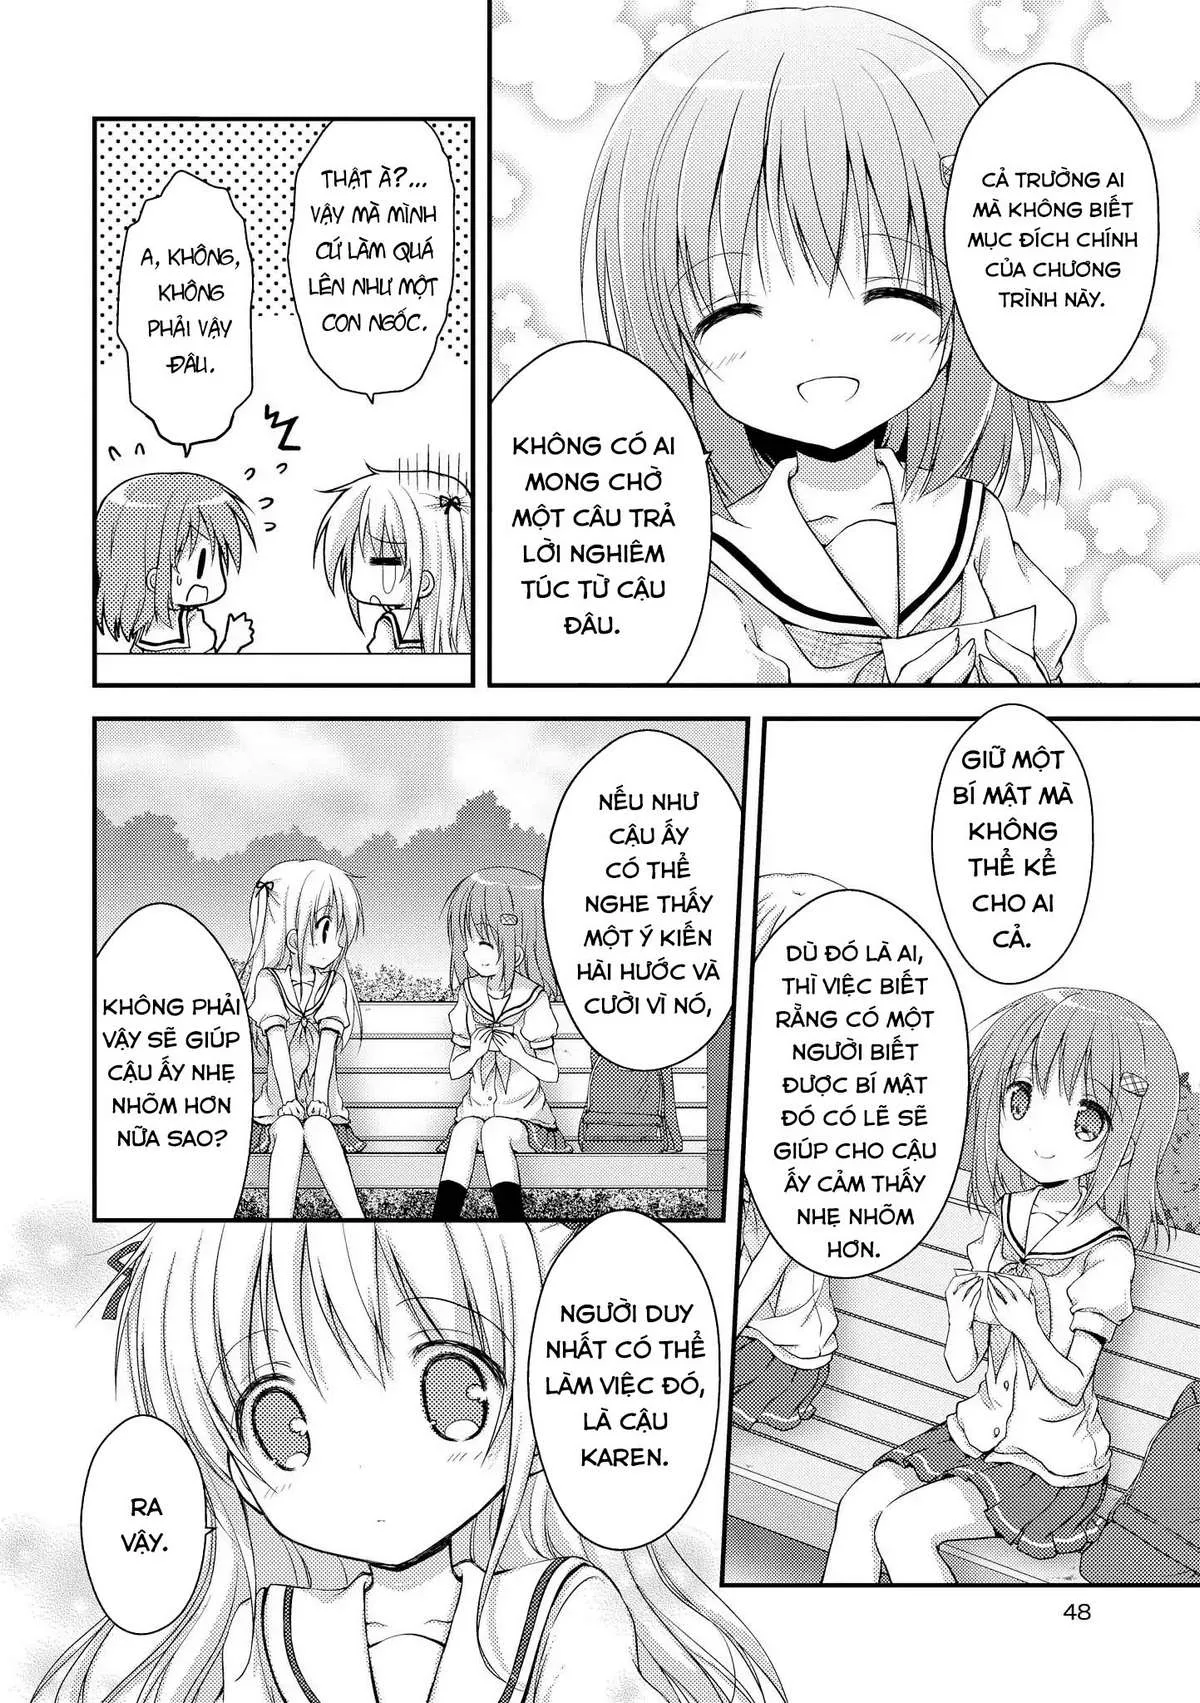 CẢ TRƯỜNG AI
MÀ KHÔNG BIẾT
MỤC ĐÍCH CHÍNH
CỦA CHƯƠNG
TRÌNH NÀY.
KHÔNG CÓ AI
MONG CHỜ
MỘT CÂU TRẢ
LỜI NGHIÊM
TÚC TỪ CẬU
ĐÂU.
THẬT À?...
VẬY MÀ MÌNH
CỨ LÀM QUÁ
LÊN NHƯ MỘT
CON NGỐC.
A, KHÔNG,
KHÔNG
PHẢI VẬY
ĐÂU.
GIỮ MỘT
BÍ MẬT MÀ
KHÔNG
THỂ KỂ
CHO AI
CẢ.
DÙ ĐÓ LÀ AI,
THÌ VIỆC BIẾT
RẰNG CÓ MỘT
NGƯỜI BIẾT
ĐƯỢC BÍ MẬT
ĐÓ CÓ LẼ SẼ
GIÚP CHO CẬU
ẤY CẢM THẤY
NHẸ NHÕM
HƠN.
NẾU NHƯ
CẬU ẤY
CÓ THỂ
NGHE THẤY
MỘT Ý KIẾN
HÀI HƯỚC VÀ
CƯỜI VÌ NÓ,
KHÔNG PHẢI
VẬY SẼ GIÚP
CẬU ẤY NHẸ
NHÕM HƠN
NỮA SAO?
NGƯỜI DUY
NHẤT CÓ THỂ
LÀM VIỆC ĐÓ,
LÀ CẬU
KAREN.
RA
VẬY.
48